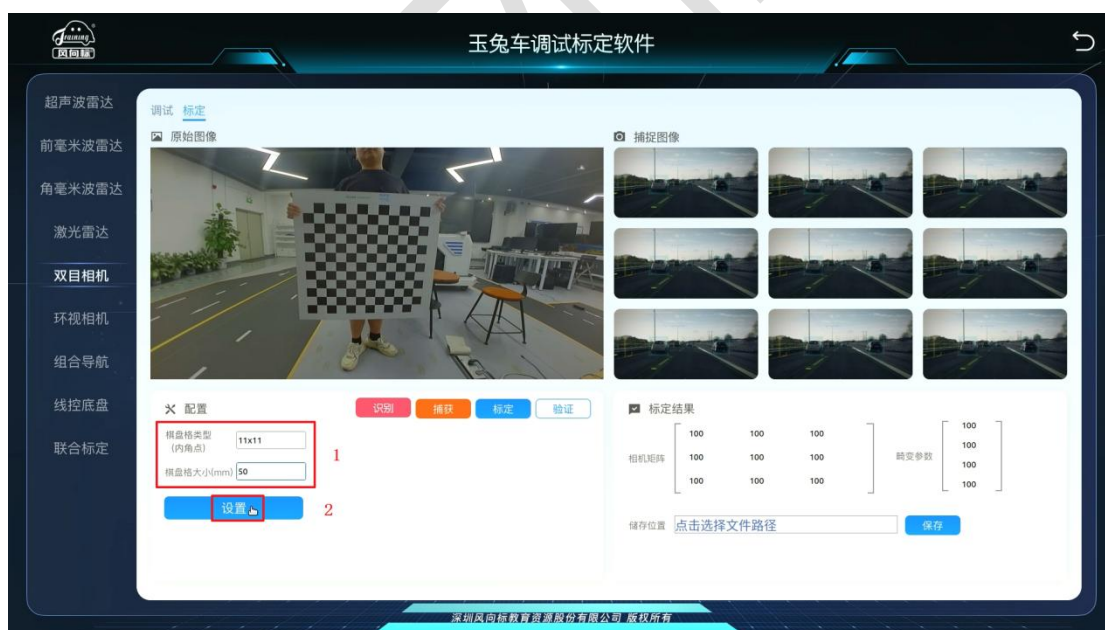 Fraising
风向标
玉兔车调试标定软件
超声波雷达
前毫米波雷达
角毫米波雷达
激光雷达
双目相机
环视相机
组合导航
线控底盘
联合标定
调试 标定
原始图像
捕捉图像
配置
识别 捕获 标定 验证
棋盘格类型
(内角点)
11x11
棋盘格大小(mm) 50
1
设置
2
标定结果
相机矩阵
100 100 100
100 100 100
100 100 100
畸变参数
100
100
100
100
储存位置 点击选择文件路径 保存
深圳风向标教育资源股份有限公司 版权所有